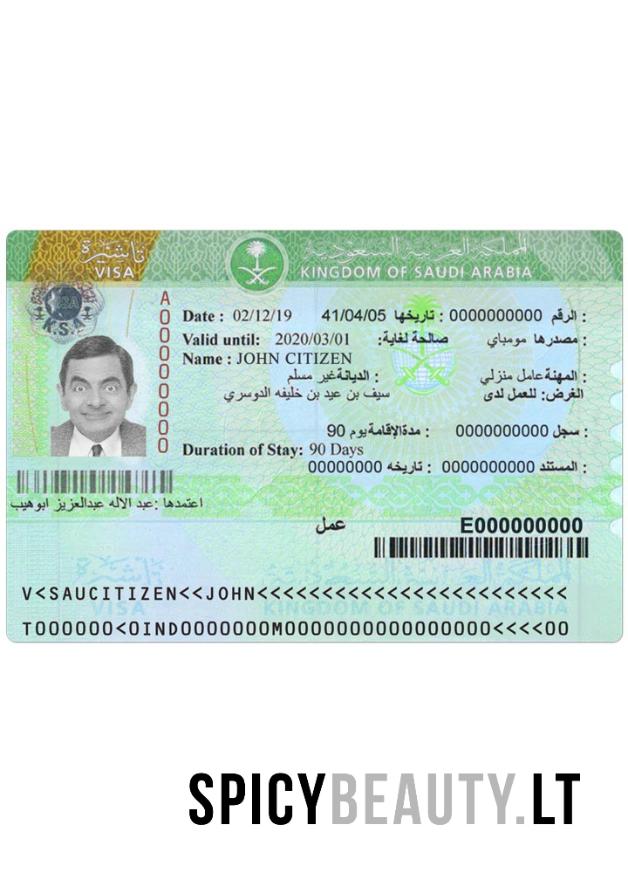 تأشيرة
VISA
المملكة العربية السعودية
KINGDOM OF SAUDI ARABIA
K.S.A
A00000000
Date : 02/12/19 تاريخها : 41/04/05 الرقم : 0000000000
Valid until: 2020/03/01 صالحة لغاية: مصدرها مومباي :
Name : JOHN CITIZEN
المهنة عامل منزلي : الديانة غير مسلم :
الغرض: للعمل لدى سيف بن عيد بن خليفه الدوسري
سجل 0000000000 : مدة الإقامة يوم 90 :
Duration of Stay: 90 Days
المستند : 0000000000 تاريخه : 00000000
اعتمدها :عبد الاله عبدالعزيز ابوهيب
عمل E000000000
تأشيرة
VISA
المملكة العربية السعودية
KINGDOM OF SAUDI ARABIA
V<SAUCITIZEN<<JOHN<<<<<<<<<<<<<<<<<<<<<<<<
T000000<0IND0000000M0000000000000000<<<<00
SPICYBEAUTY.LT